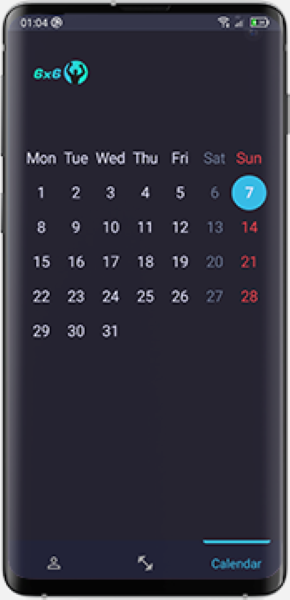 01:04
6x6
Mon Tue Wed Thu Fri Sat Sun
1 2 3 4 5 6 7
8 9 10 11 12 13 14
15 16 17 18 19 20 21
22 23 24 25 26 27 28
29 30 31
Calendar